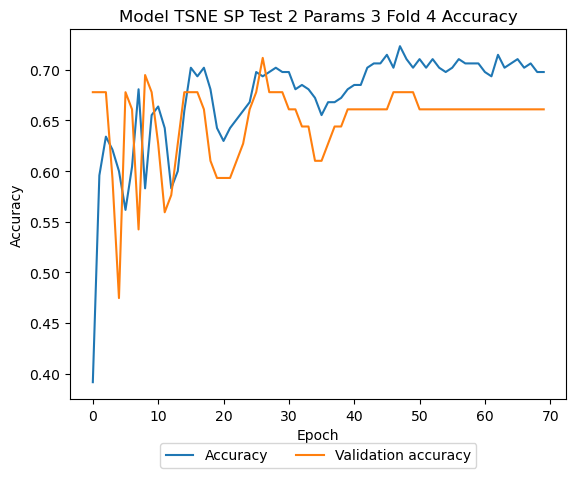 Model TSNE SP Test 2 Params 3 Fold 4 Accuracy
Accuracy
0.70
0.65
0.60
0.55
0.50
0.45
0.40
0 10 20 30 40 50 60 70
Epoch
Accuracy Validation accuracy